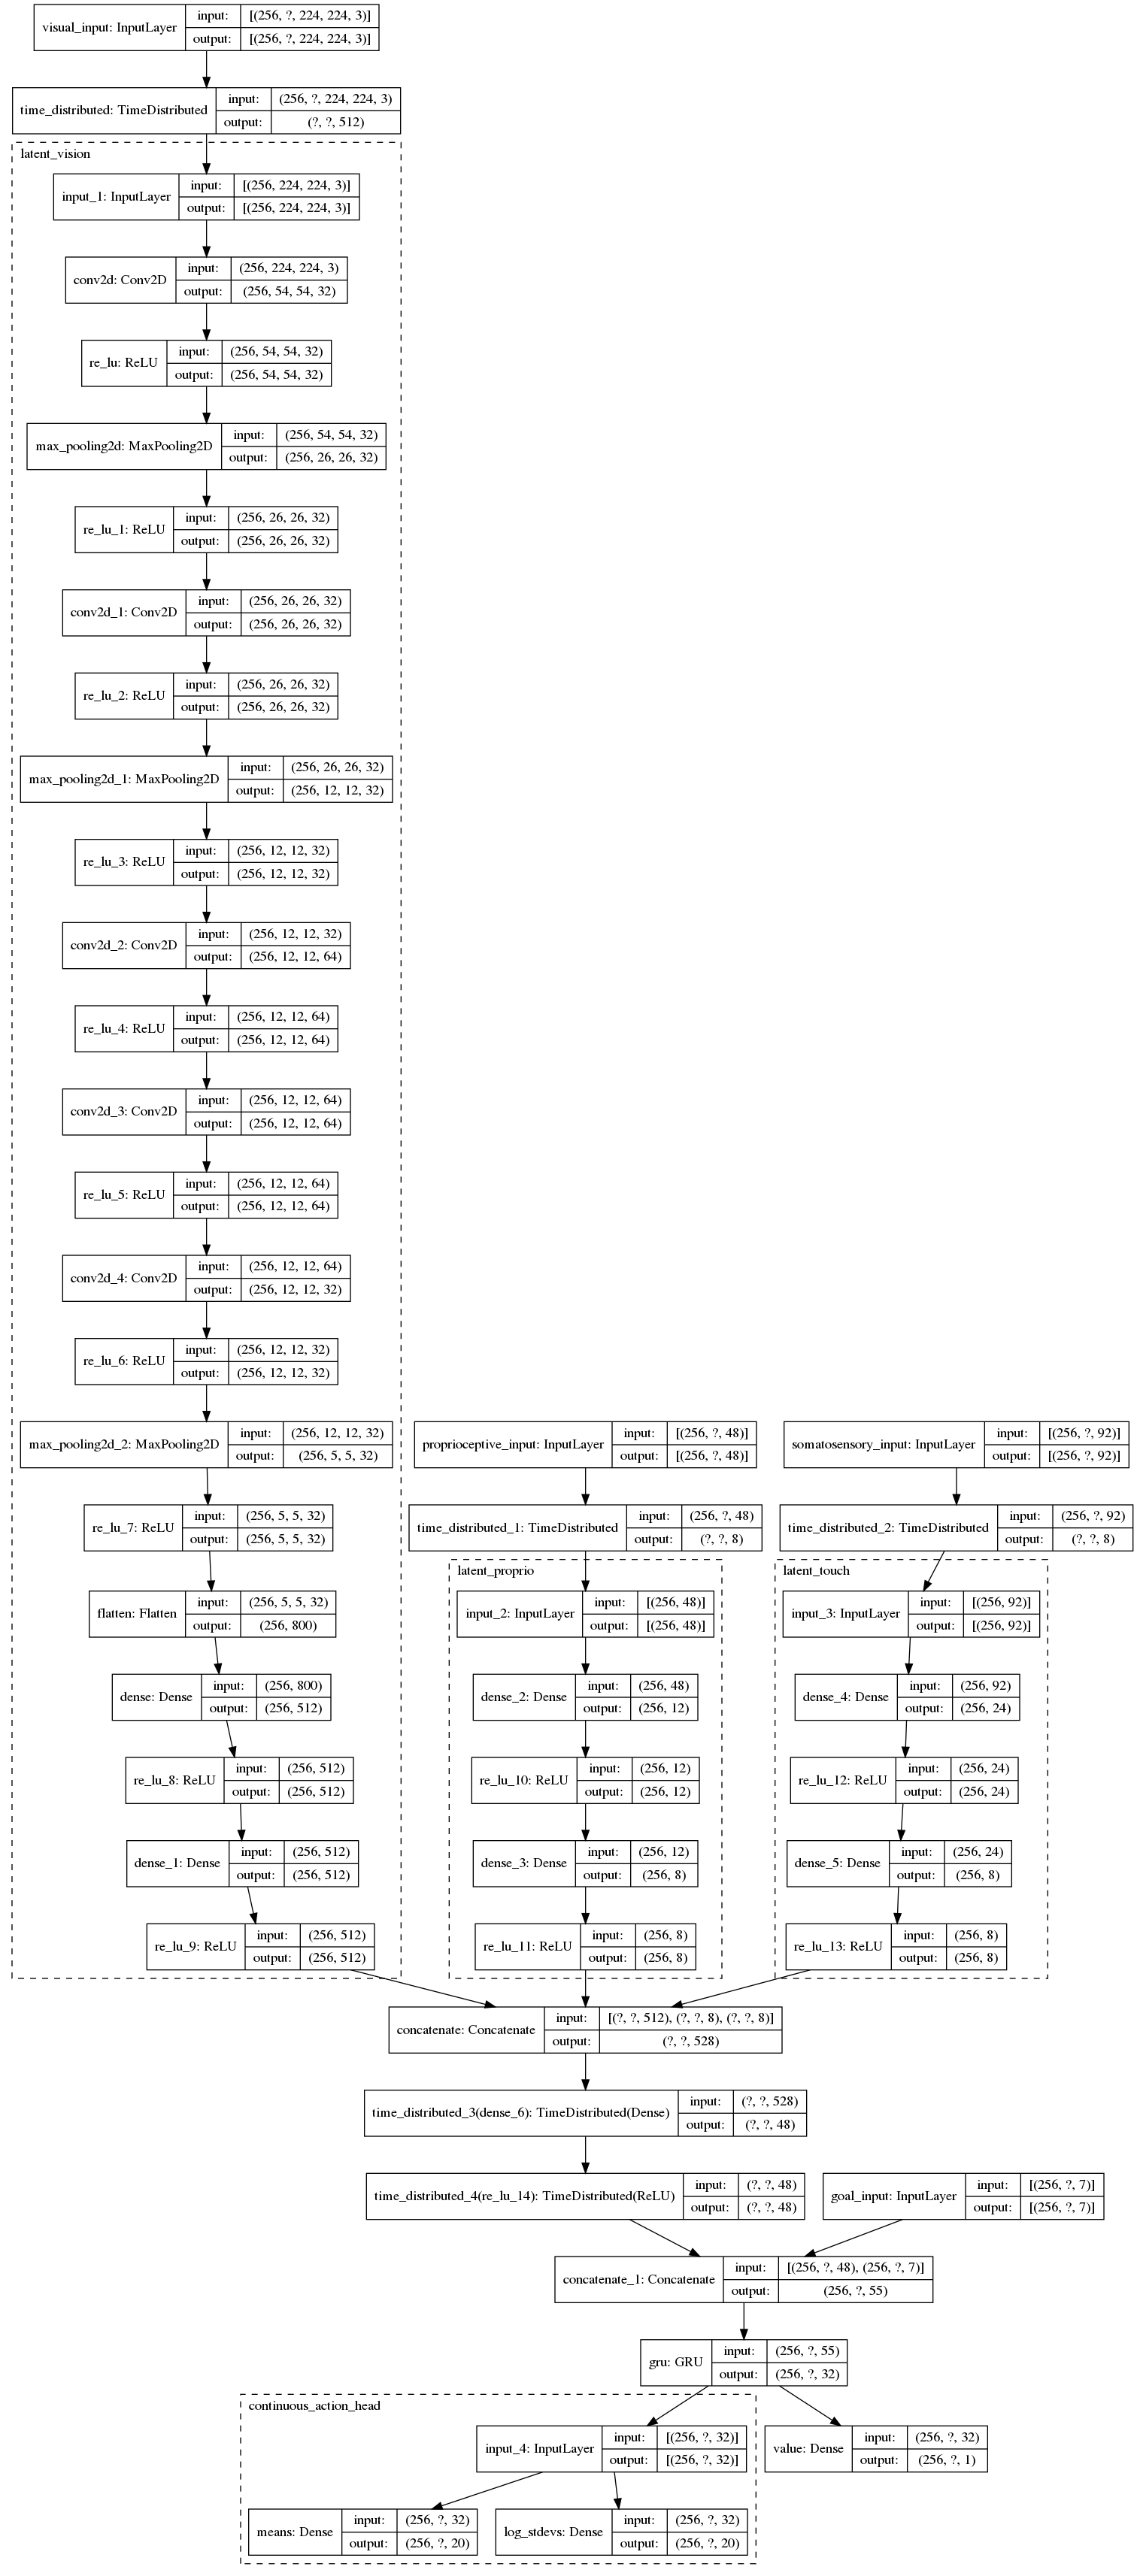 visual_input: InputLayer
input: [(256, ?, 224, 224, 3)]
output: [(256, ?, 224, 224, 3)]
time_distributed: TimeDistributed
input: (256, ?, 224, 224, 3)
output: (?, ?, 512)
latent_vision
input_1: InputLayer
input: [(256, 224, 224, 3)]
output: [(256, 224, 224, 3)]
conv2d: Conv2D
input: (256, 224, 224, 3)
output: (256, 54, 54, 32)
re_lu: ReLU
input: (256, 54, 54, 32)
output: (256, 54, 54, 32)
max_pooling2d: MaxPooling2D
input: (256, 54, 54, 32)
output: (256, 26, 26, 32)
re_lu_1: ReLU
input: (256, 26, 26, 32)
output: (256, 26, 26, 32)
conv2d_1: Conv2D
input: (256, 26, 26, 32)
output: (256, 26, 26, 32)
re_lu_2: ReLU
input: (256, 26, 26, 32)
output: (256, 26, 26, 32)
max_pooling2d_1: MaxPooling2D
input: (256, 26, 26, 32)
output: (256, 12, 12, 32)
re_lu_3: ReLU
input: (256, 12, 12, 32)
output: (256, 12, 12, 32)
conv2d_2: Conv2D
input: (256, 12, 12, 32)
output: (256, 12, 12, 64)
re_lu_4: ReLU
input: (256, 12, 12, 64)
output: (256, 12, 12, 64)
conv2d_3: Conv2D
input: (256, 12, 12, 64)
output: (256, 12, 12, 64)
re_lu_5: ReLU
input: (256, 12, 12, 64)
output: (256, 12, 12, 64)
conv2d_4: Conv2D
input: (256, 12, 12, 64)
output: (256, 12, 12, 32)
re_lu_6: ReLU
input: (256, 12, 12, 32)
output: (256, 12, 12, 32)
max_pooling2d_2: MaxPooling2D
input: (256, 12, 12, 32)
output: (256, 5, 5, 32)
re_lu_7: ReLU
input: (256, 5, 5, 32)
output: (256, 5, 5, 32)
flatten: Flatten
input: (256, 5, 5, 32)
output: (256, 800)
dense: Dense
input: (256, 800)
output: (256, 512)
re_lu_8: ReLU
input: (256, 512)
output: (256, 512)
dense_1: Dense
input: (256, 512)
output: (256, 512)
re_lu_9: ReLU
input: (256, 512)
output: (256, 512)
proprioceptive_input: InputLayer
input: [(256, ?, 48)]
output: [(256, ?, 48)]
time_distributed_1: TimeDistributed
input: (256, ?, 48)
output: (?, ?, 8)
latent_proprio
input_2: InputLayer
input: [(256, 48)]
output: [(256, 48)]
dense_2: Dense
input: (256, 48)
output: (256, 12)
re_lu_10: ReLU
input: (256, 12)
output: (256, 12)
dense_3: Dense
input: (256, 12)
output: (256, 8)
re_lu_11: ReLU
input: (256, 8)
output: (256, 8)
somatosensory_input: InputLayer
input: [(256, ?, 92)]
output: [(256, ?, 92)]
time_distributed_2: TimeDistributed
input: (256, ?, 92)
output: (?, ?, 8)
latent_touch
input_3: InputLayer
input: [(256, 92)]
output: [(256, 92)]
dense_4: Dense
input: (256, 92)
output: (256, 24)
re_lu_12: ReLU
input: (256, 24)
output: (256, 24)
dense_5: Dense
input: (256, 24)
output: (256, 8)
re_lu_13: ReLU
input: (256, 8)
output: (256, 8)
concatenate: Concatenate
input: [(?, ?, 512), (?, ?, 8), (?, ?, 8)]
output: (?, ?, 528)
time_distributed_3(dense_6): TimeDistributed(Dense)
input: (?, ?, 528)
output: (?, ?, 48)
time_distributed_4(re_lu_14): TimeDistributed(ReLU)
input: (?, ?, 48)
output: (?, ?, 48)
goal_input: InputLayer
input: [(256, ?, 7)]
output: [(256, ?, 7)]
concatenate_1: Concatenate
input: [(256, ?, 48), (256, ?, 7)]
output: (256, ?, 55)
gru: GRU
input: (256, ?, 55)
output: (256, ?, 32)
continuous_action_head
input_4: InputLayer
input: [(256, ?, 32)]
output: [(256, ?, 32)]
value: Dense
input: (256, ?, 32)
output: (256, ?, 1)
means: Dense
input: (256, ?, 32)
output: (256, ?, 20)
log_stdevs: Dense
input: (256, ?, 32)
output: (256, ?, 20)